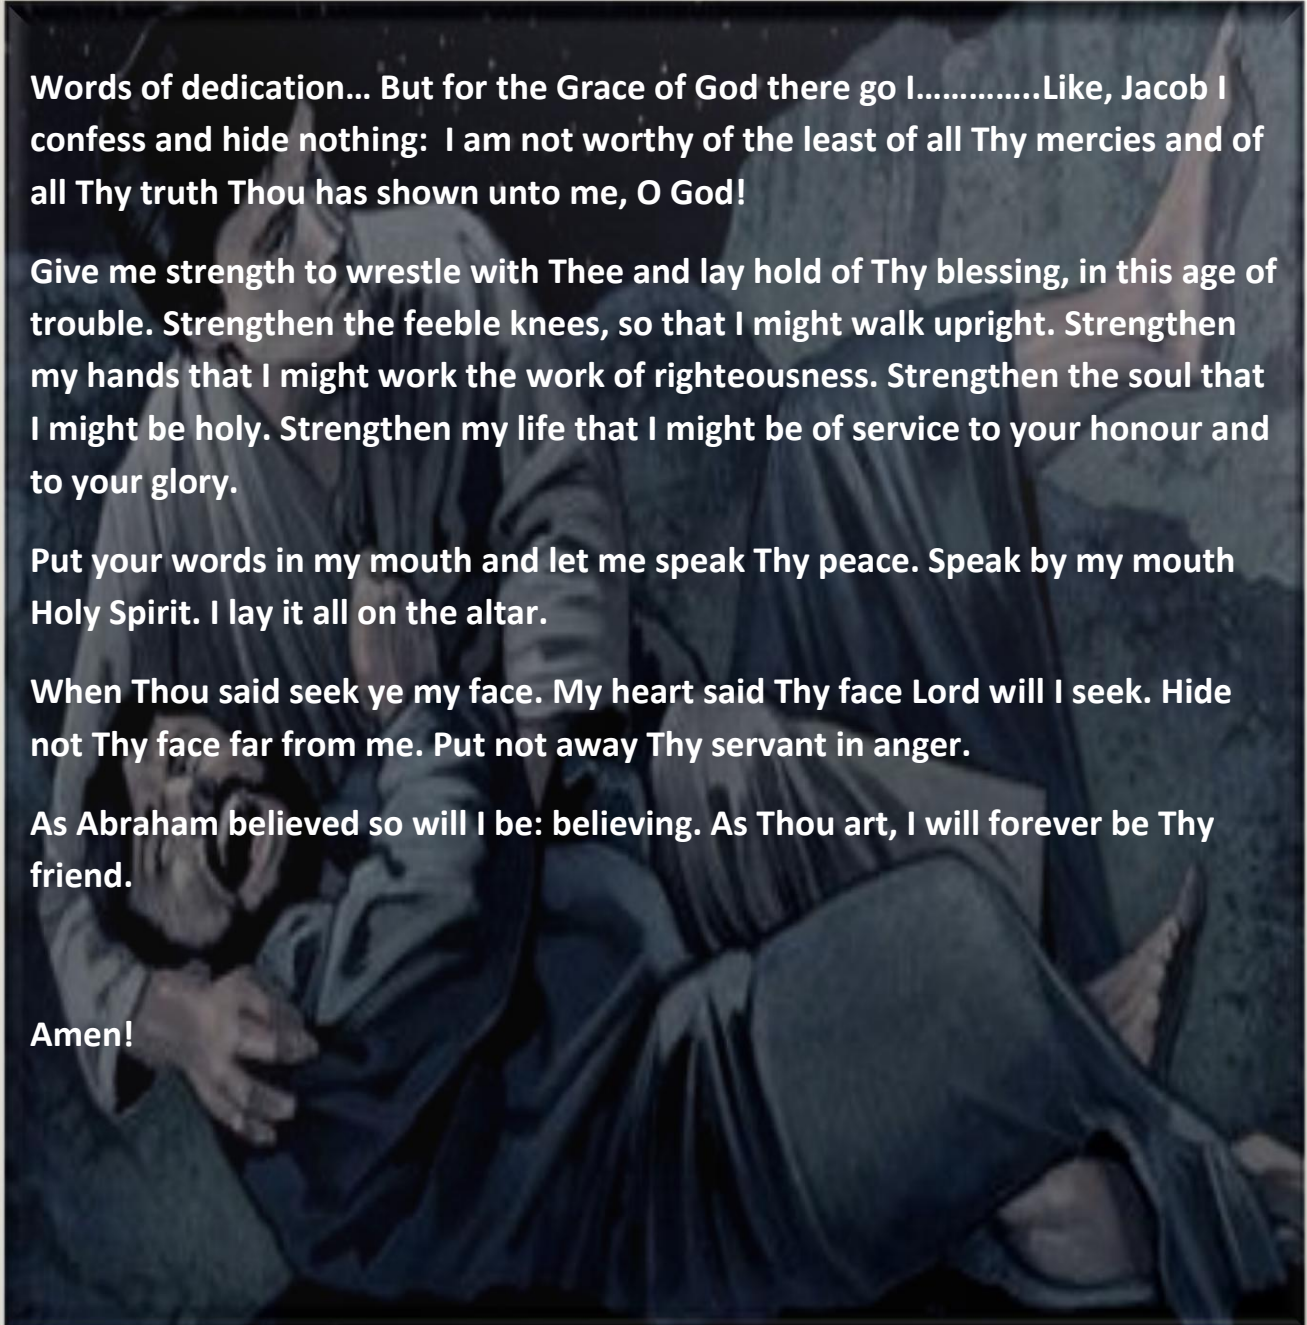 Words of dedication… But for the Grace of God there go I…………..Like, Jacob I
confess and hide nothing:  I am not worthy of the least of all Thy mercies and of
all Thy truth Thou has shown unto me, O God!
Give me strength to wrestle with Thee and lay hold of Thy blessing, in this age of
trouble. Strengthen the feeble knees, so that I might walk upright. Strengthen
my hands that I might work the work of righteousness. Strengthen the soul that
I might be holy. Strengthen my life that I might be of service to your honour and
to your glory.
Put your words in my mouth and let me speak Thy peace. Speak by my mouth
Holy Spirit. I lay it all on the altar.
When Thou said seek ye my face. My heart said Thy face Lord will I seek. Hide
not Thy face far from me. Put not away Thy servant in anger.
As Abraham believed so will I be: believing. As Thou art, I will forever be Thy
friend.
Amen!